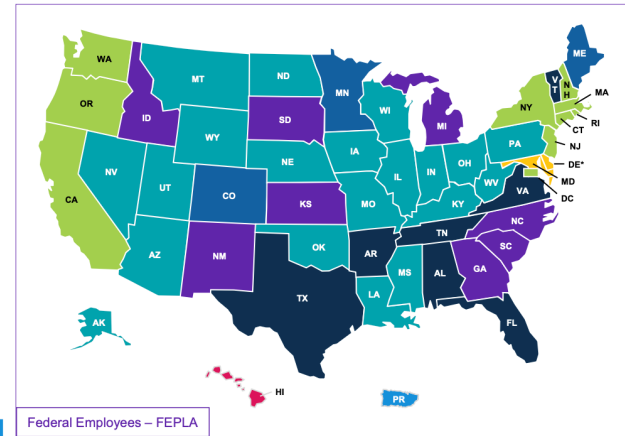 WA
ME
MT
ND
VT
NH
MN
OR
MA
WI
NY
ID
SD
MI
RI
WY
CT
PA
IA
NJ
NE
OH
DE*
NV
IL
IN
MD
UT
WV
VA
CO
DC
CA
KS
MO
KY
NC
TN
OK
SC
AZ
NM
AR
GA
MS
AL
TX
LA
AK
FL
HI
PR
Federal Employees – FEPLA